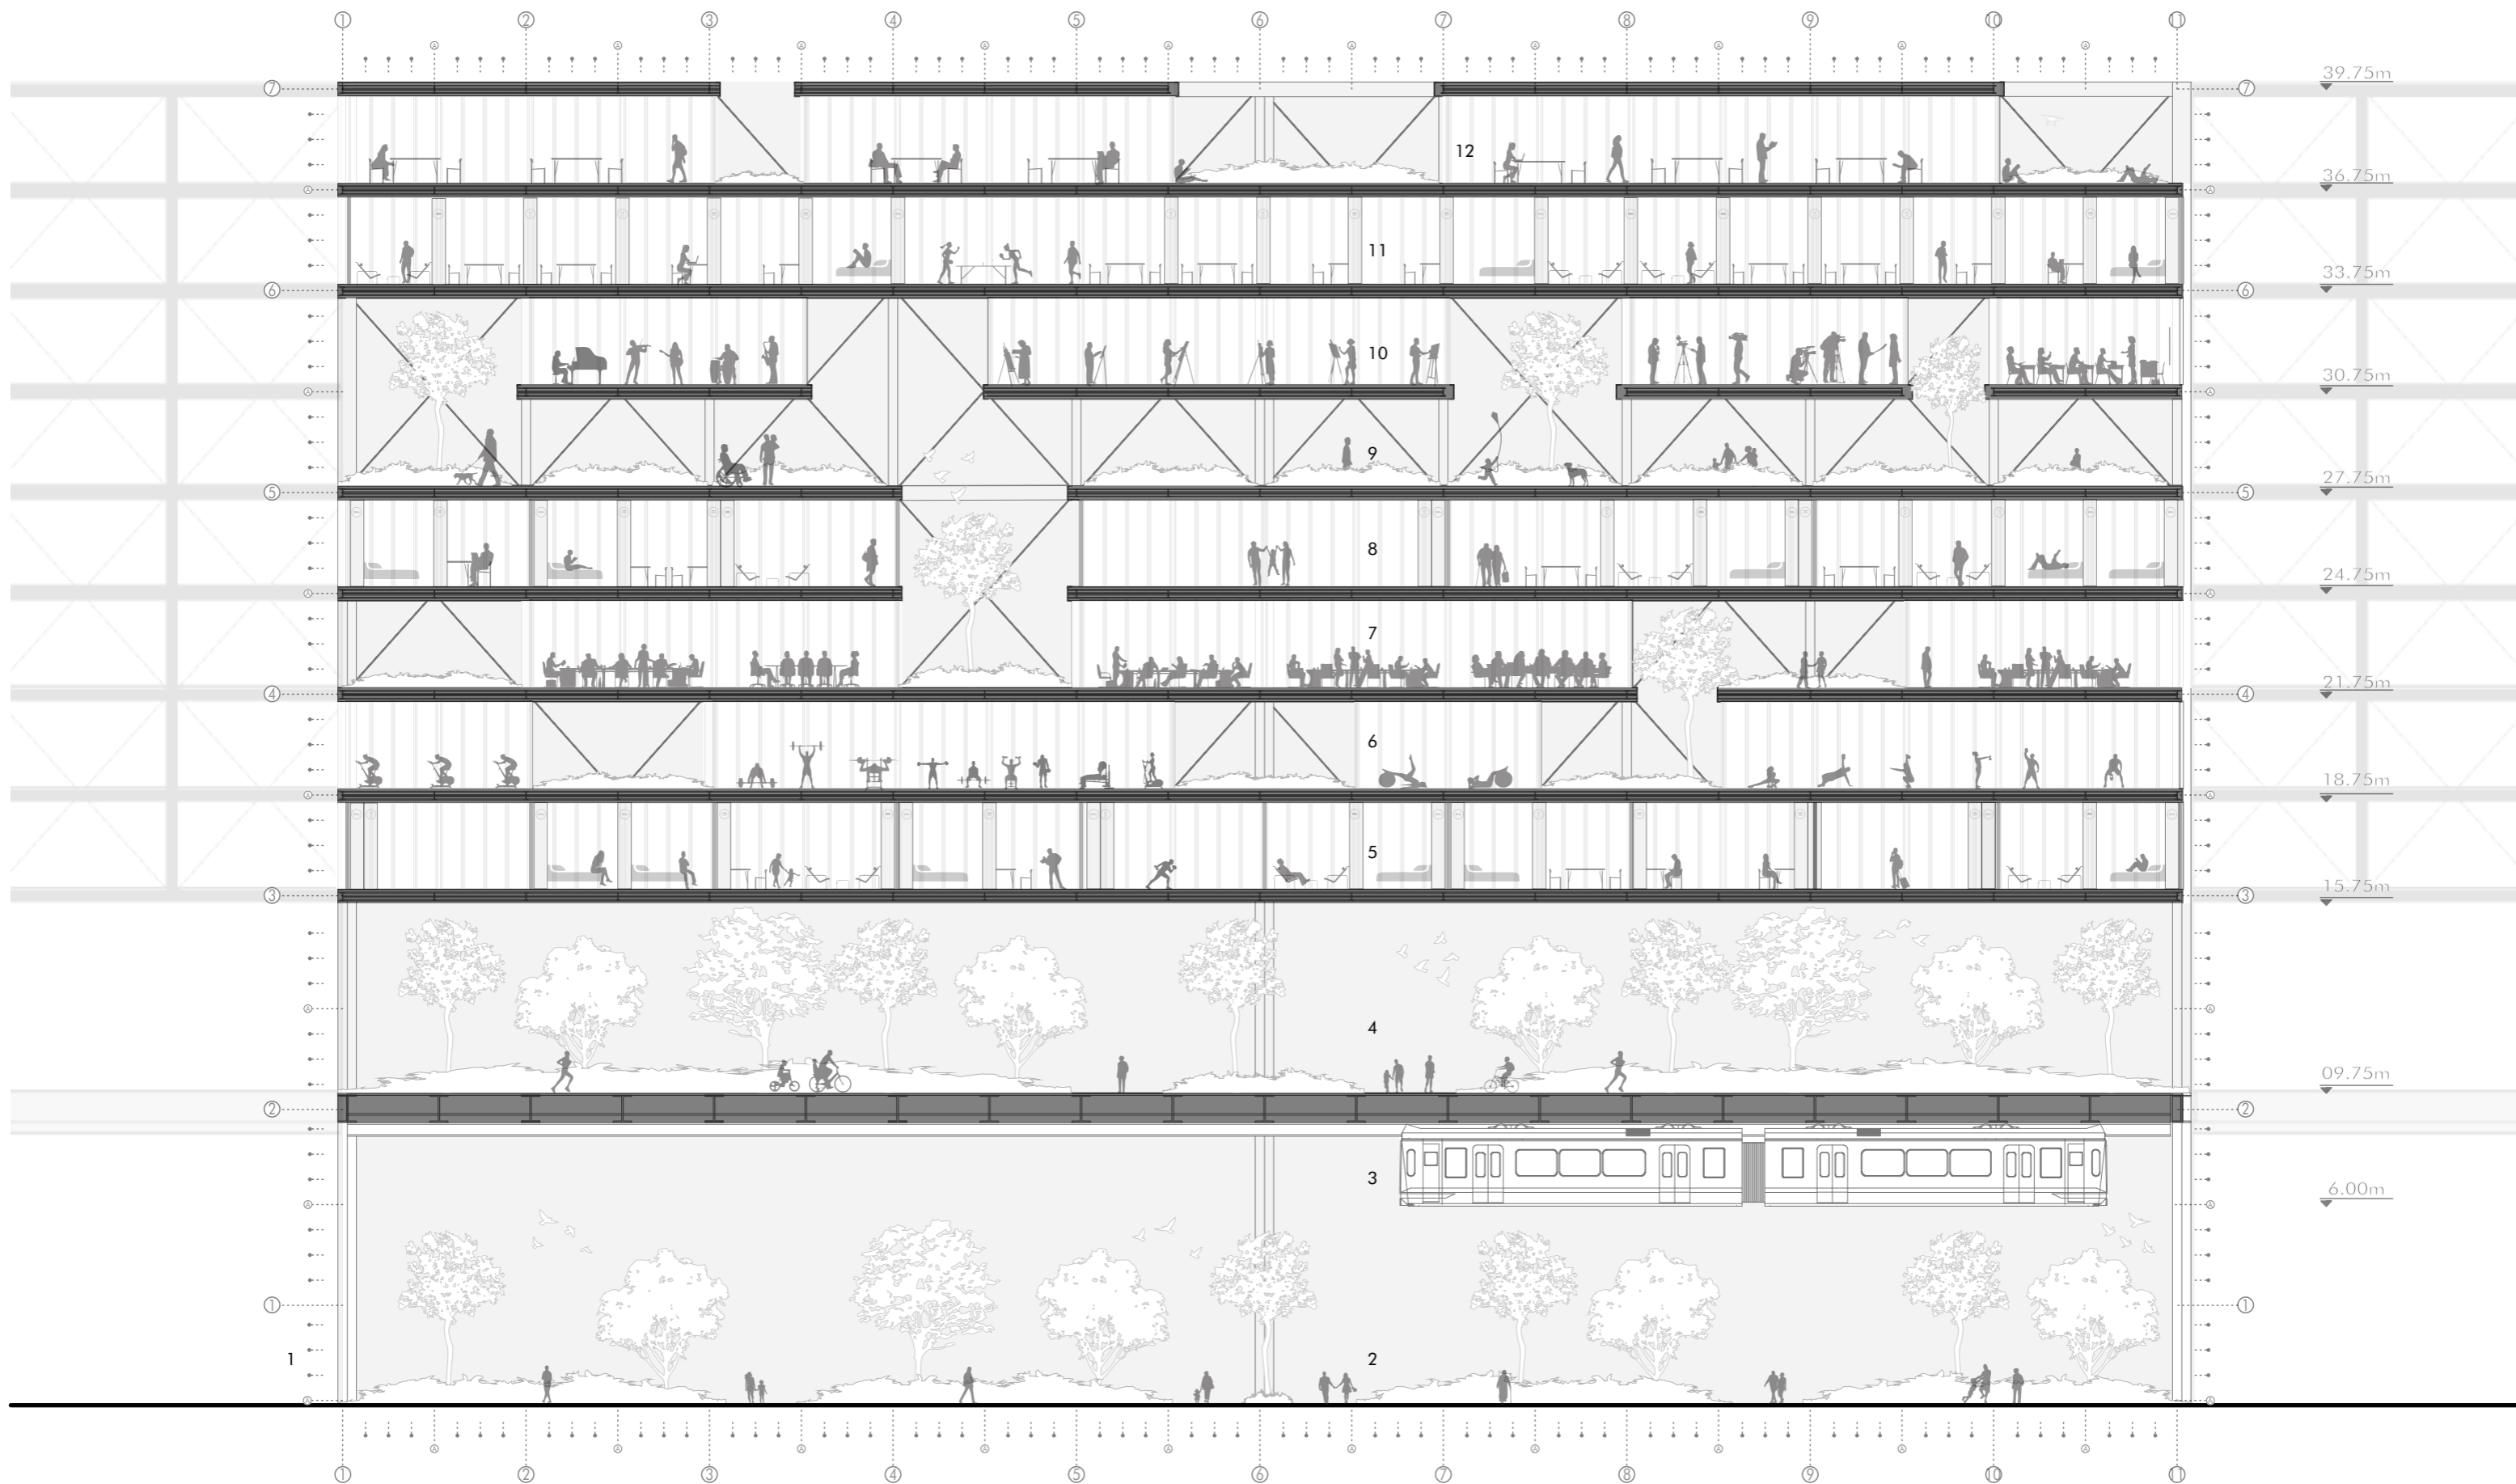 1 2 3 4 5 6 7 8 9 10 11
A A A A A A A A A A
7 7 39.75m
12
A A 36.75m
11
6 6 33.75m
10
A A 30.75m
9
5 5 27.75m
8
A A 24.75m
7
4 4 21.75m
6
A A 18.75m
5
3 3 15.75m
A A
4
2 2 09.75m
3
A A 6.00m
1 1
1 2
A A
A A A A A A A A A A
1 2 3 4 5 6 7 8 9 10 11